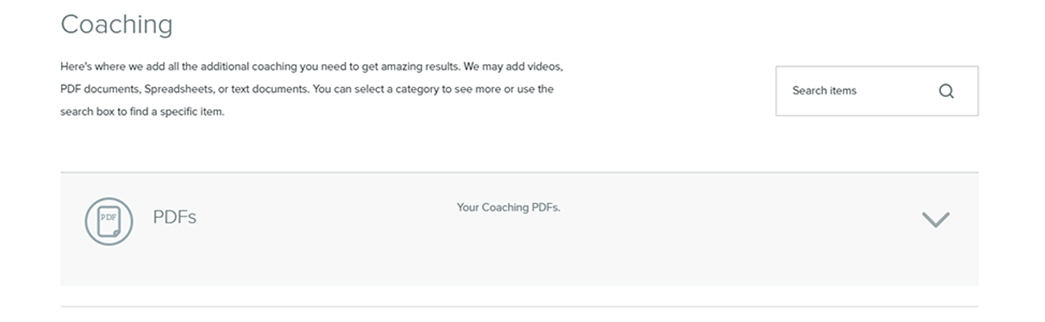 Coaching
Here's where we add all the additional coaching you need to get amazing results. We may add videos,
PDF documents, Spreadsheets, or text documents. You can select a category to see more or use the
search box to find a specific item.
Search items
PDF
PDFs
Your Coaching PDFs.